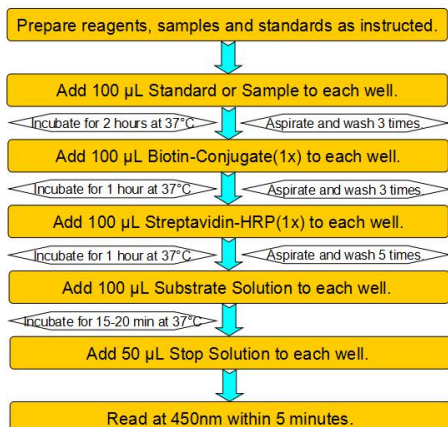 Prepare reagents, samples and standards as instructed.
Add 100 µL Standard or Sample to each well.
Incubate for 2 hours at 37°C
Aspirate and wash 3 times.
Add 100 µL Biotin-Conjugate(1x) to each well.
Incubate for 1 hour at 37°C
Aspirate and wash 3 times.
Add 100 µL Streptavidin-HRP(1x) to each well.
Incubate for 1 hour at 37°C
Aspirate and wash 5 times.
Add 100 µL Substrate Solution to each well.
Incubate for 15-20 min at 37°C
Add 50 µL Stop Solution to each well.
Read at 450nm within 5 minutes.